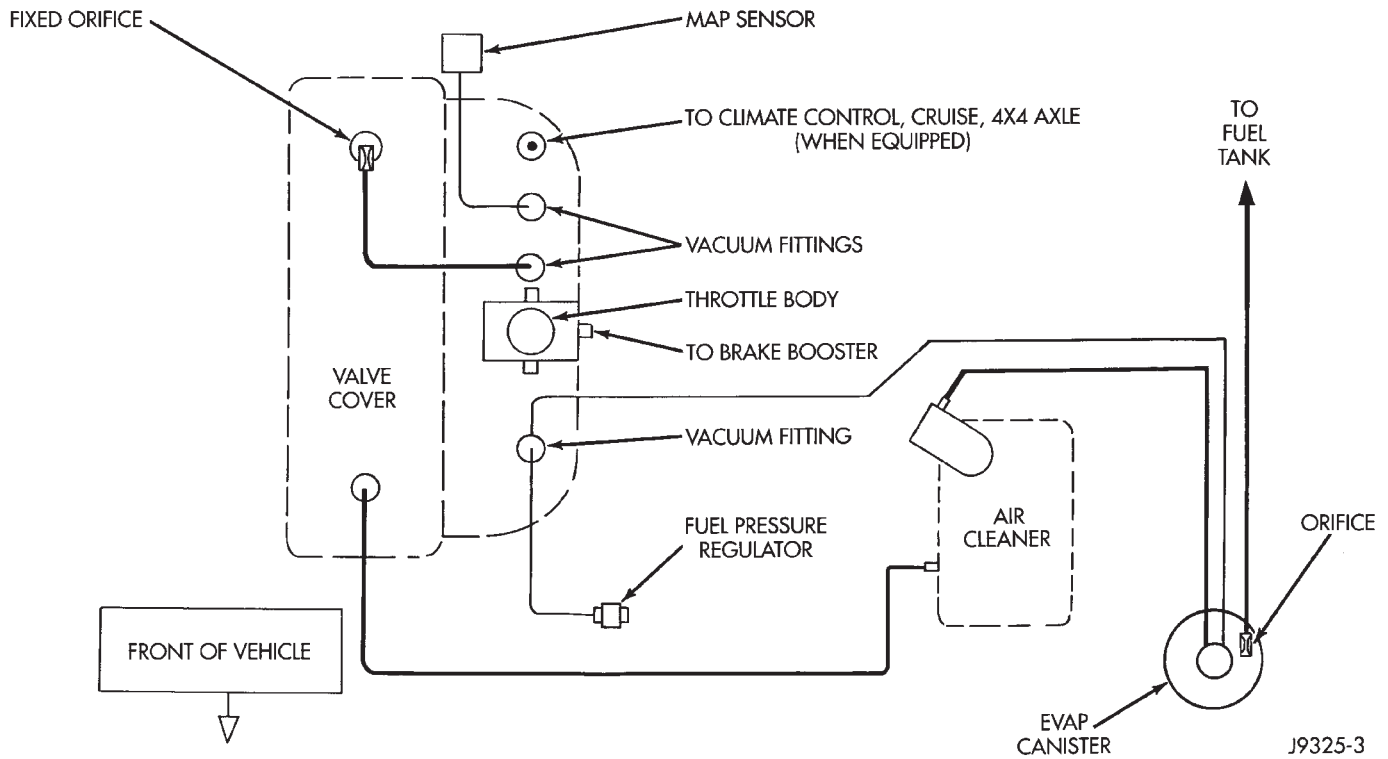 FIXED ORIFICE
MAP SENSOR
TO CLIMATE CONTROL, CRUISE, 4X4 AXLE
(WHEN EQUIPPED)
TO
FUEL
TANK
VACUUM FITTINGS
THROTTLE BODY
TO BRAKE BOOSTER
VALVE
COVER
VACUUM FITTING
FUEL PRESSURE
REGULATOR
AIR
CLEANER
ORIFICE
FRONT OF VEHICLE
EVAP
CANISTER
J9325-3